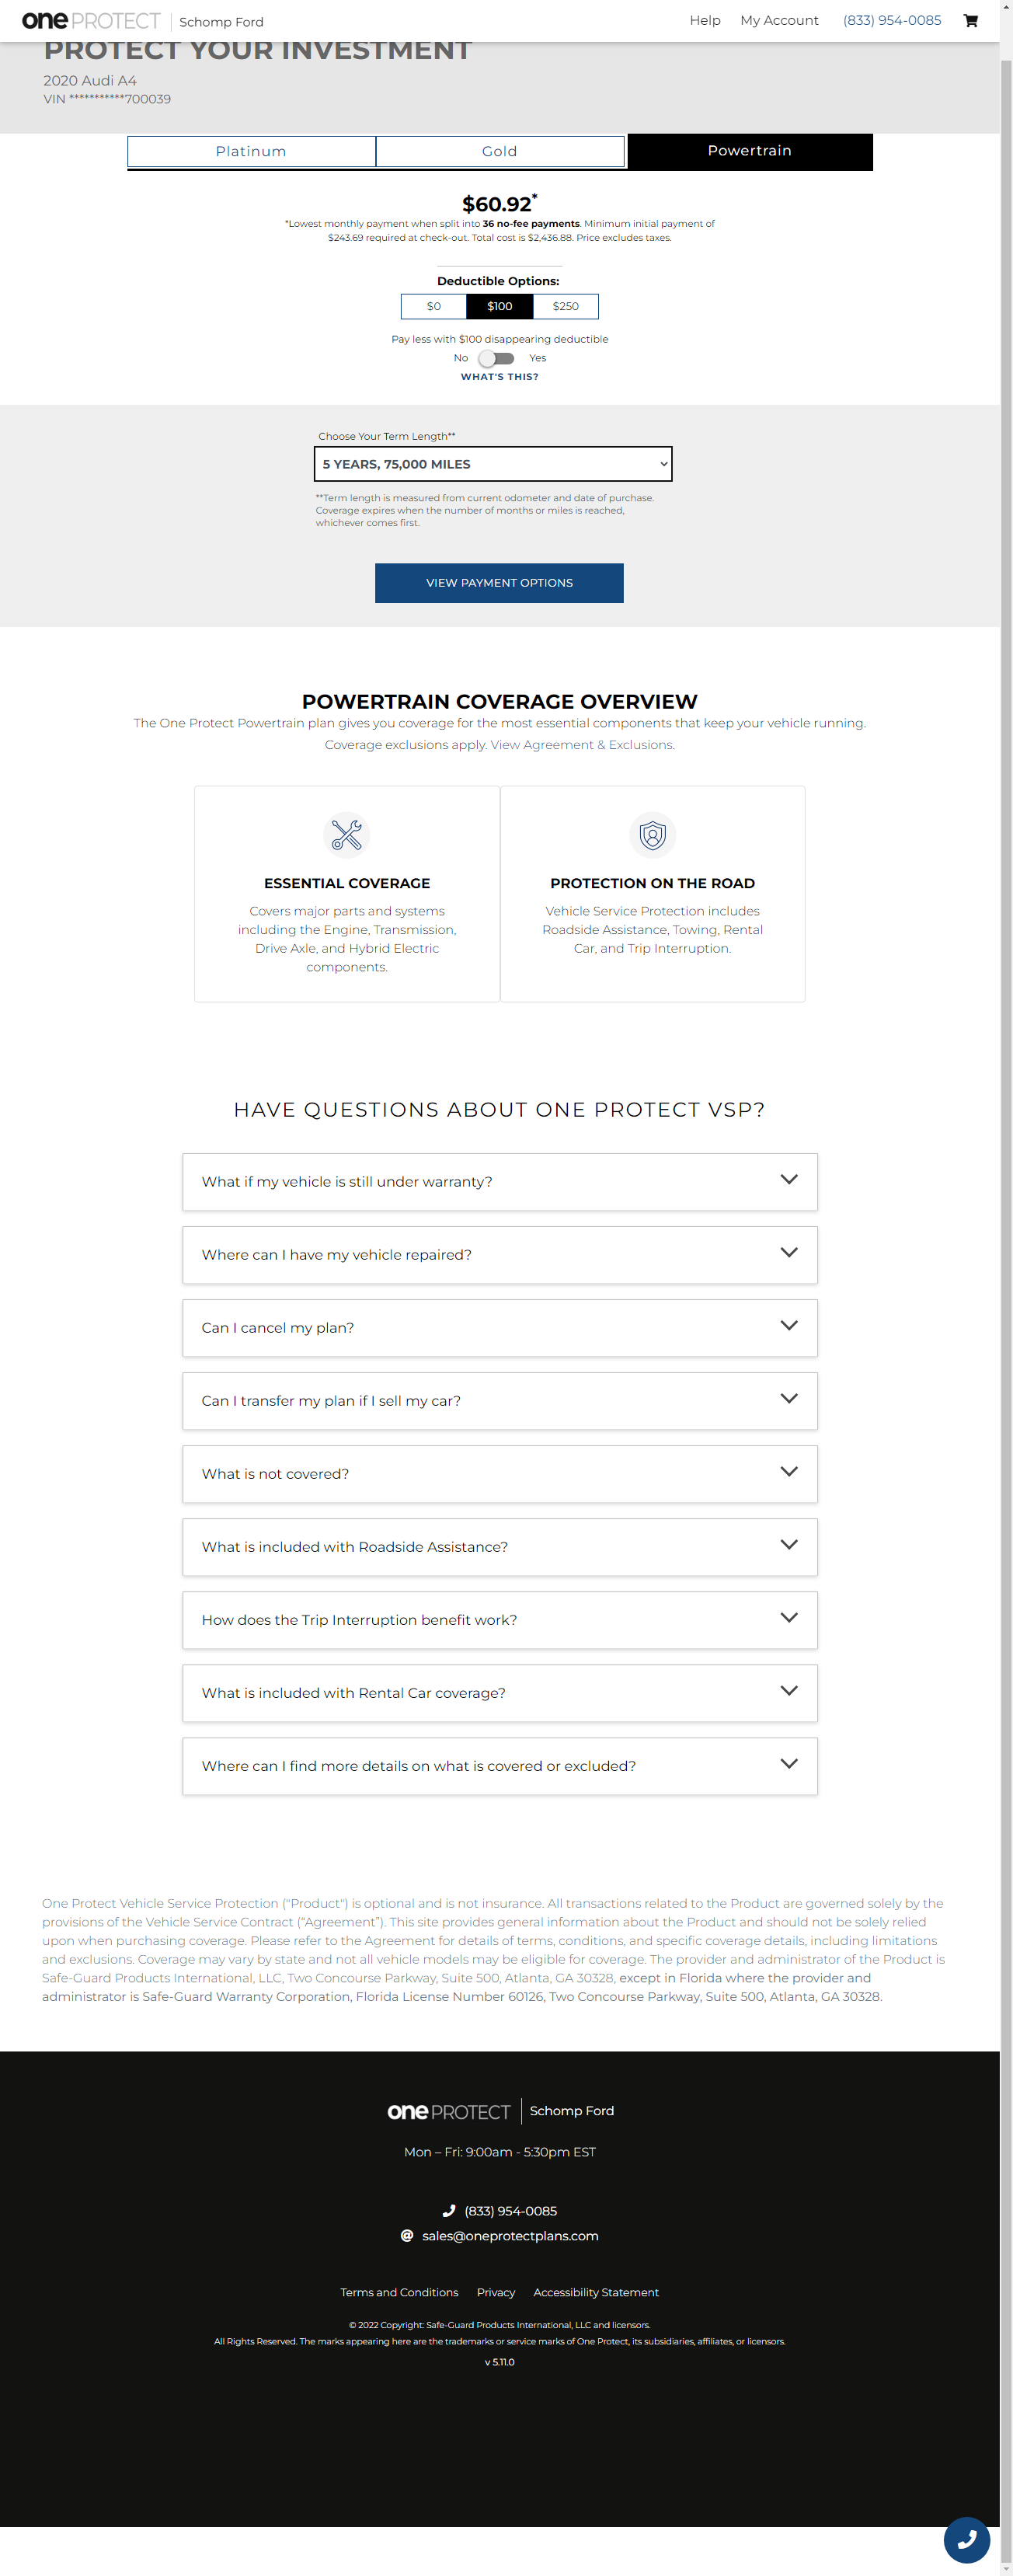 one PROTECT Schomp Ford
Help My Account (833) 954-0085
PROTECT YOUR INVESTMENT
2020 Audi A4
VIN ***********700039
Platinum Gold Powertrain
$60.92*
*Lowest monthly payment when split into 36 no-fee payments. Minimum initial payment of
$243.69 required at check-out. Total cost is $2,436.88. Price excludes taxes.
Deductible Options:
$0 $100 $250
Pay less with $100 disappearing deductible
No Yes
WHAT'S THIS?
Choose Your Term Length**
5 YEARS, 75,000 MILES
**Term length is measured from current odometer and date of purchase.
Coverage expires when the number of months or miles is reached,
whichever comes first.
VIEW PAYMENT OPTIONS
POWERTRAIN COVERAGE OVERVIEW
The One Protect Powertrain plan gives you coverage for the most essential components that keep your vehicle running.
Coverage exclusions apply. View Agreement & Exclusions.
ESSENTIAL COVERAGE
Covers major parts and systems
including the Engine, Transmission,
Drive Axle, and Hybrid Electric
components.
PROTECTION ON THE ROAD
Vehicle Service Protection includes
Roadside Assistance, Towing, Rental
Car, and Trip Interruption.
HAVE QUESTIONS ABOUT ONE PROTECT VSP?
What if my vehicle is still under warranty?
Where can I have my vehicle repaired?
Can I cancel my plan?
Can I transfer my plan if I sell my car?
What is not covered?
What is included with Roadside Assistance?
How does the Trip Interruption benefit work?
What is included with Rental Car coverage?
Where can I find more details on what is covered or excluded?
One Protect Vehicle Service Protection ("Product") is optional and is not insurance. All transactions related to the Product are governed solely by the
provisions of the Vehicle Service Contract (“Agreement”). This site provides general information about the Product and should not be solely relied
upon when purchasing coverage. Please refer to the Agreement for details of terms, conditions, and specific coverage details, including limitations
and exclusions. Coverage may vary by state and not all vehicle models may be eligible for coverage. The provider and administrator of the Product is
Safe-Guard Products International, LLC, Two Concourse Parkway, Suite 500, Atlanta, GA 30328, except in Florida where the provider and
administrator is Safe-Guard Warranty Corporation, Florida License Number 60126, Two Concourse Parkway, Suite 500, Atlanta, GA 30328.
one PROTECT Schomp Ford
Mon – Fri: 9:00am - 5:30pm EST
(833) 954-0085
sales@oneprotectplans.com
Terms and Conditions Privacy Accessibility Statement
© 2022 Copyright: Safe-Guard Products International, LLC and licensors.
All Rights Reserved. The marks appearing here are the trademarks or service marks of One Protect, its subsidiaries, affiliates, or licensors.
v 5.11.0